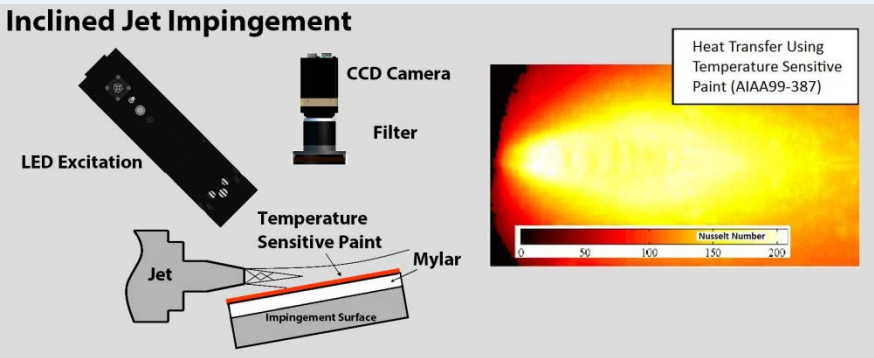 Inclined Jet Impingement
CCD Camera
Filter
LED Excitation
Temperature
Sensitive Paint
Mylar
Jet
Impingement Surface
Heat Transfer Using
Temperature Sensitive
Paint (AIAA99-387)
Nusselt Number
0 50 100 150 200